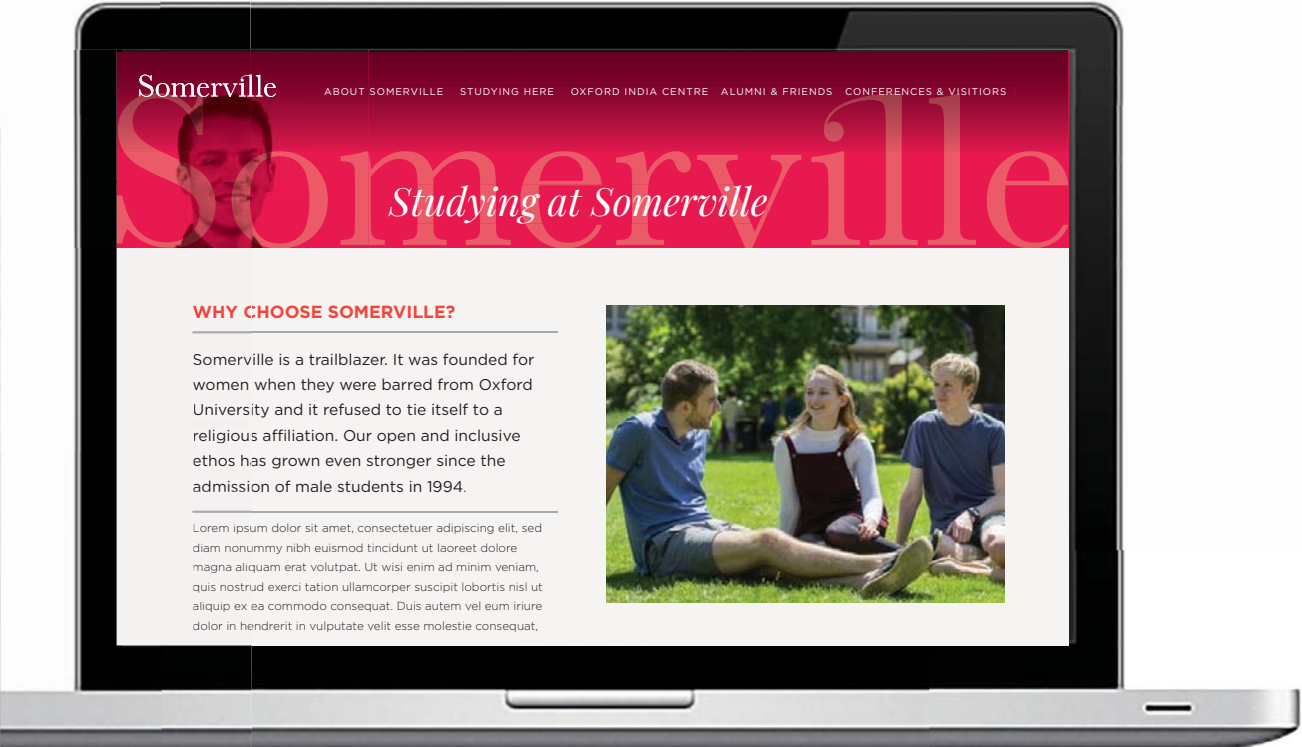 Somerville
ABOUT SOMERVILLE STUDYING HERE OXFORD INDIA CENTRE ALUMNI & FRIENDS CONFERENCES & VISITIORS
Somerville
Studying at Somerville
WHY CHOOSE SOMERVILLE?
Somerville is a trailblazer. It was founded for
women when they were barred from Oxford
University and it refused to tie itself to a
religious affiliation. Our open and inclusive
ethos has grown even stronger since the
admission of male students in 1994.
Lorem ipsum dolor sit amet, consectetuer adipiscing elit, sed
diam nonummy nibh euismod tincidunt ut laoreet dolore
magna aliquam erat volutpat. Ut wisi enim ad minim veniam,
quis nostrud exerci tation ullamcorper suscipit lobortis nisl ut
aliquip ex ea commodo consequat. Duis autem vel eum iriure
dolor in hendrerit in vulputate velit esse molestie consequat,